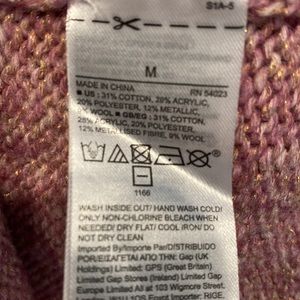 S1A-5
M
MADE IN CHINA RN 54023
■ US : 31% COTTON, 28% ACRYLIC,
20% POLYESTER, 12% METALLIC,
WOOL ■ GB/EG : 31% COTTON,
28% ACRYLIC, 20% POLYESTER,
12% METALLISED FIBRE, 9% WOOL
1166
WASH INSIDE OUT/ HAND WASH COLD/
ONLY NON-CHLORINE BLEACH WHEN
NEEDED/ DRY FLAT/ COOL IRON/ DO
NOT DRY CLEAN
Imported By/Importe Par/DISTRIBUIDO
POR/ΕΙΣΑΓΕΤΑΙ ΑΠΟ ΤΗΝ: Gap (UK
Holdings) Limited: GPS (Great Britain)
Limited Gap Stores (Ireland) Limited Gap
Europe Limited All at 103 Wigmore Street,
Egypt Importer: RIGE,